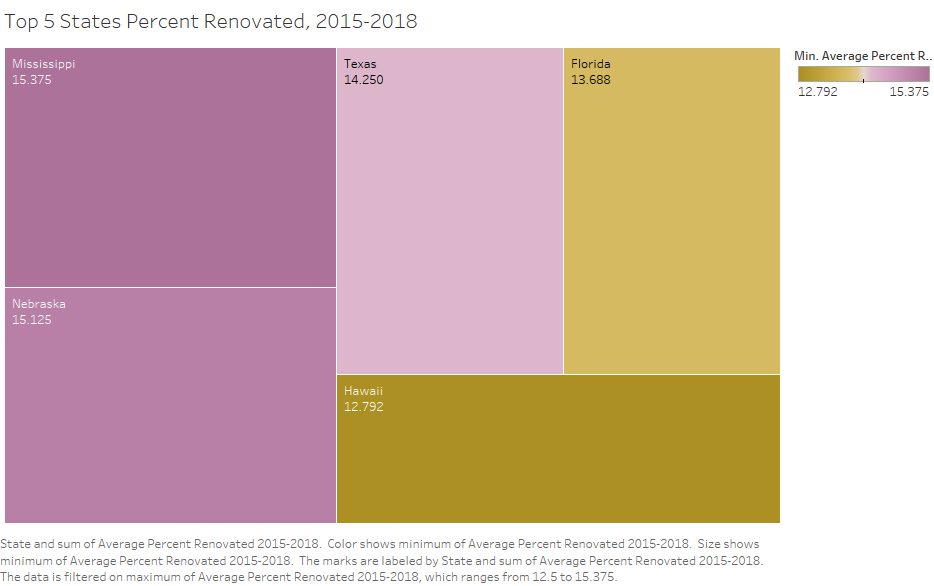 Top 5 States Percent Renovated, 2015-2018
Mississippi
15.375
Texas
14.250
Florida
13.688
Min. Average Percent R..
12.792 15.375
Nebraska
15.125
Hawaii
12.792
State and sum of Average Percent Renovated 2015-2018. Color shows minimum of Average Percent Renovated 2015-2018. Size shows
minimum of Average Percent Renovated 2015-2018. The marks are labeled by State and sum of Average Percent Renovated 2015-2018.
The data is filtered on maximum of Average Percent Renovated 2015-2018, which ranges from 12.5 to 15.375.